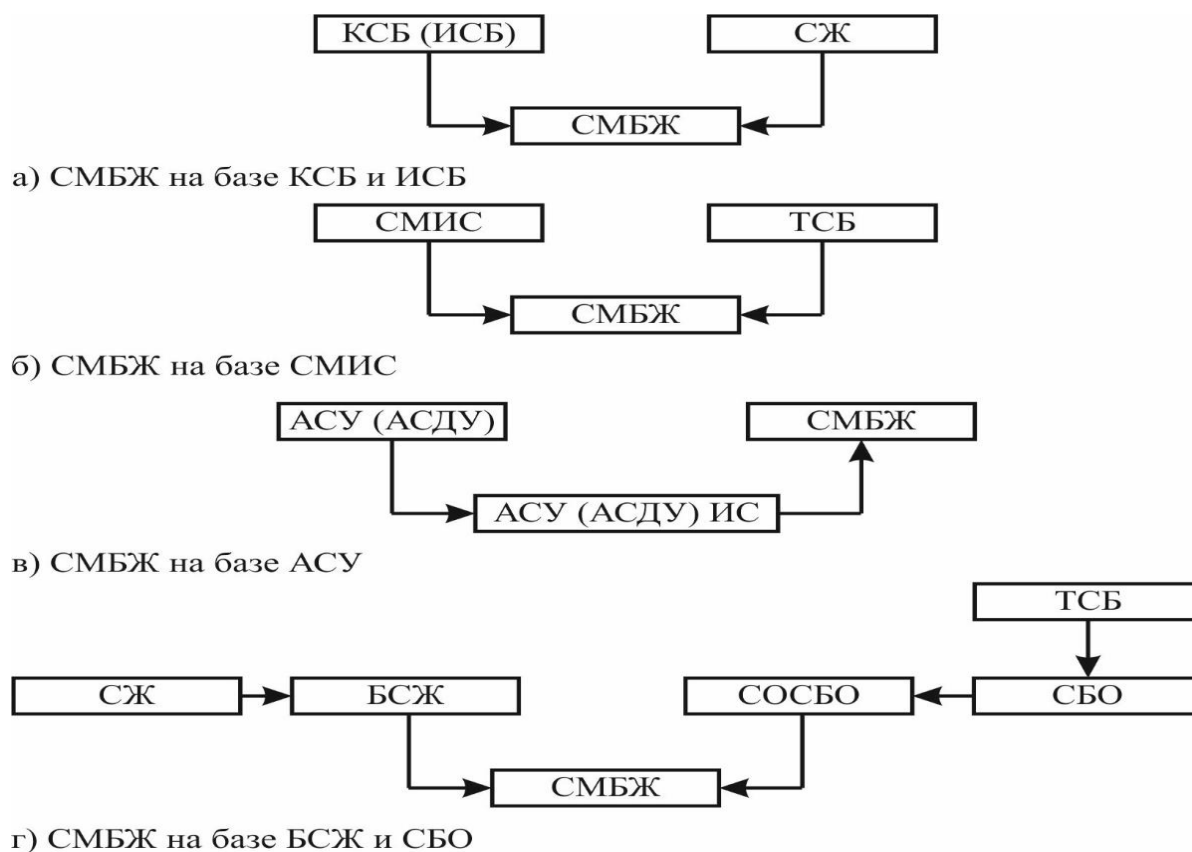 КСБ (ИСБ) СЖ
СМБЖ
а) СМБЖ на базе КСБ и ИСБ
СМИС ТСБ
СМБЖ
б) СМБЖ на базе СМИС
АСУ (АСДУ) СМБЖ
АСУ (АСДУ) ИС
в) СМБЖ на базе АСУ
ТСБ
СЖ БСЖ СОСБО СБО
СМБЖ
г) СМБЖ на базе БСЖ и СБО